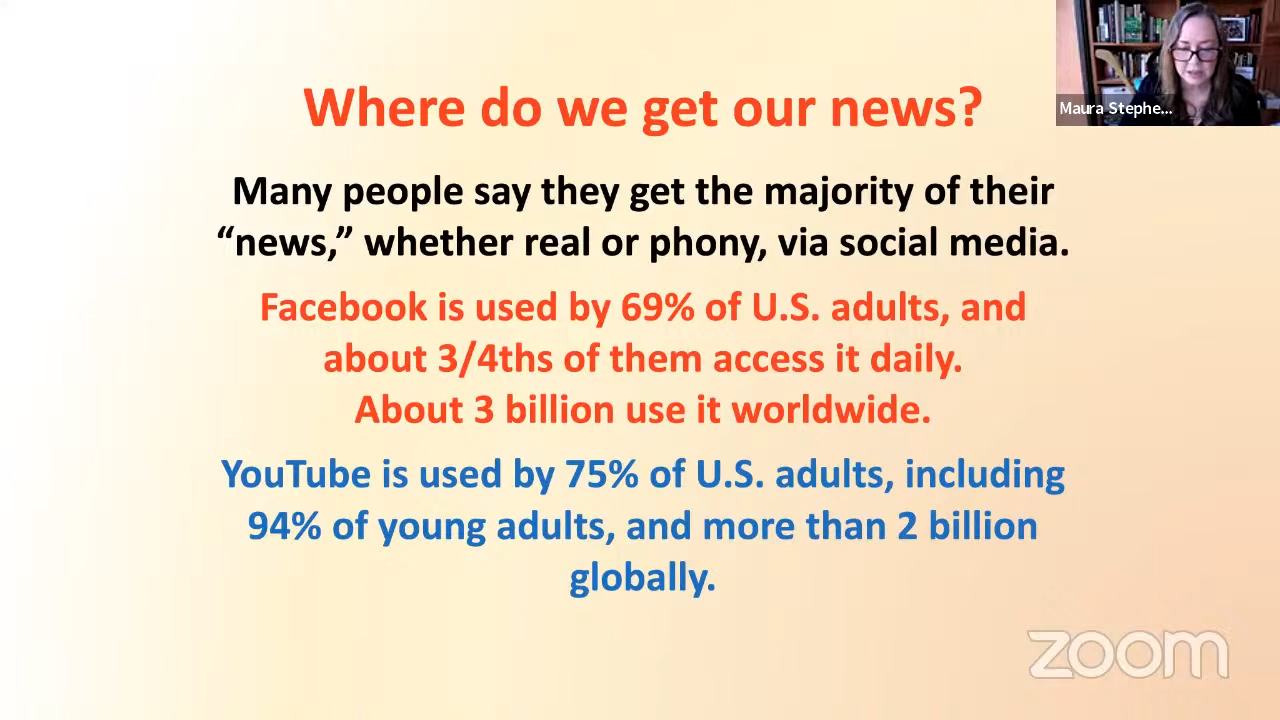 Where do we get our news?
Maura Stephe...
Many people say they get the majority of their
“news,” whether real or phony, via social media.
Facebook is used by 69% of U.S. adults, and
about 3/4ths of them access it daily.
About 3 billion use it worldwide.
YouTube is used by 75% of U.S. adults, including
94% of young adults, and more than 2 billion
globally.
zoom